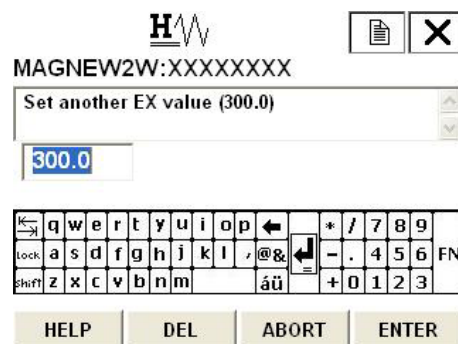 H
MAGNEW2W:XXXXXXXX
Set another EX value (300.0)
300.0
q w e r t y u i o p * / 7 8 9
Lock a s d f g h j k l , @& - . 4 5 6 FN
Shift z x c v b n m áü = + 0 1 2 3
HELP DEL ABORT ENTER